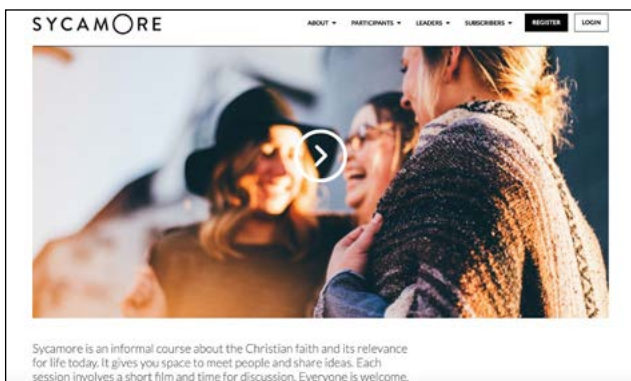 SYCAMORE
ABOUT PARTICIPANTS LEADERS SUBSCRIBERS REGISTER LOGIN
Sycamore is an informal course about the Christian faith and its relevance
for life today. It gives you space to meet people and share ideas. Each
session involves a short film and time for discussion. Everyone is welcome.